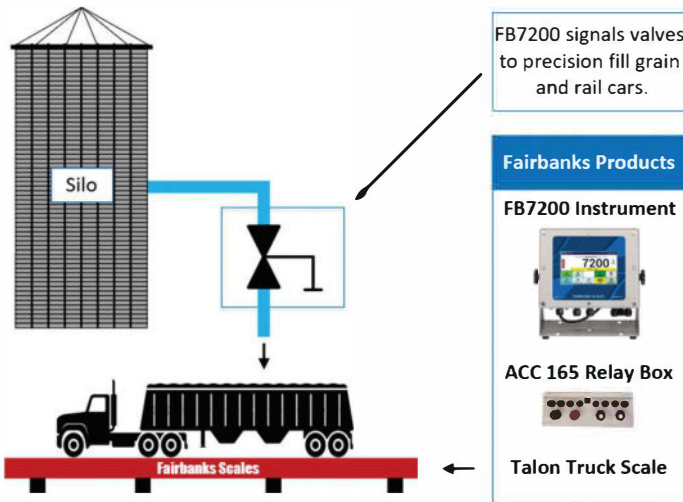 FB7200 signals valves
to precision fill grain
and rail cars.
Silo
Fairbanks Products
FB7200 Instrument
7200
ACC 165 Relay Box
Talon Truck Scale
Fairbanks Scales